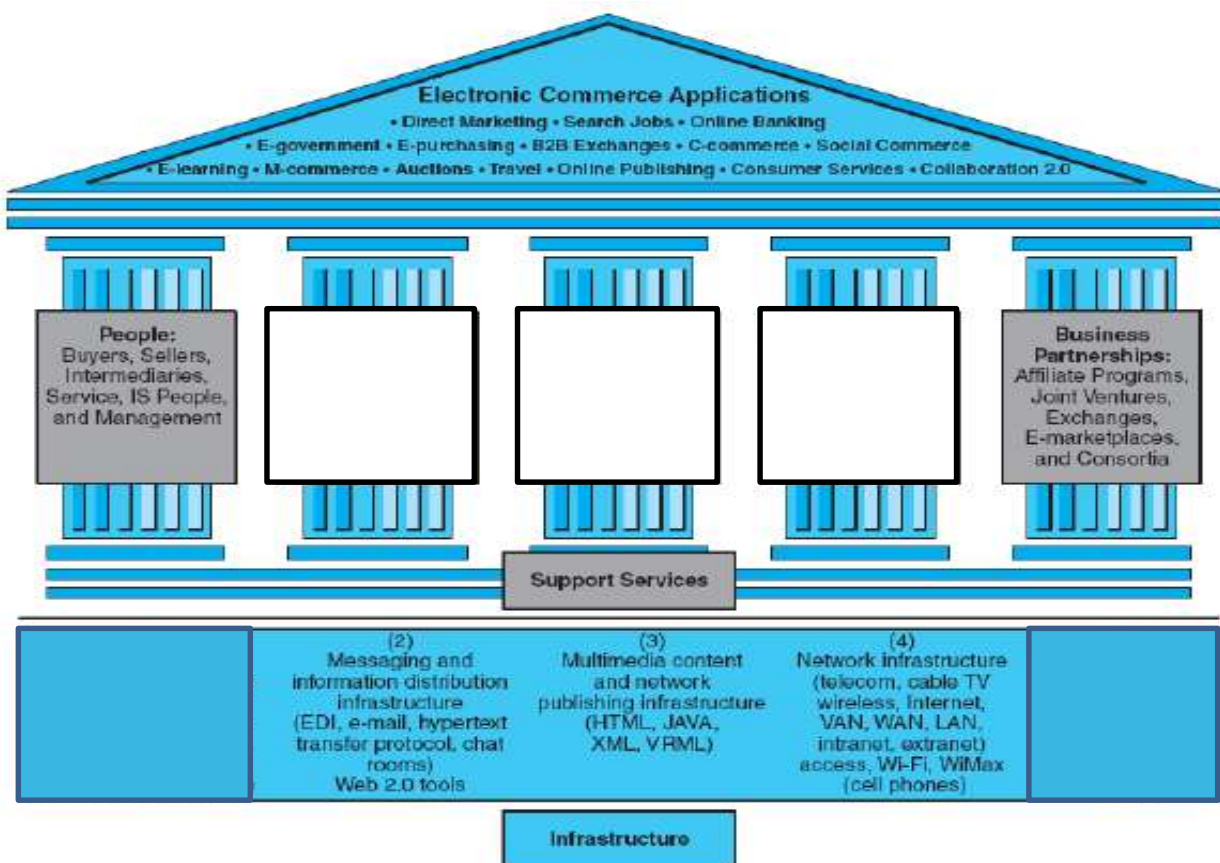 Electronic Commerce Applications
• Direct Marketing • Search Jobs • Online Banking
• E-government • E-purchasing • B2B Exchanges • C-commerce • Social Commerce
• E-learning • M-commerce • Auctions • Travel • Online Publishing • Consumer Services • Collaboration 2.0
People:
Buyers, Sellers,
Intermediaries,
Service, IS People,
and Management
Business
Partnerships:
Affiliate Programs,
Joint Ventures,
Exchanges,
E-marketplaces,
and Consortia
Support Services
(2)
Messaging and
information distribution
infrastructure
(EDI, e-mail, hypertext
transfer protocol, chat
rooms)
Web 2.0 tools
(3)
Multimedia content
and network
publishing infrastructure
(HTML, JAVA,
XML, VRML)
(4)
Network infrastructure
(telecom, cable TV
wireless, Internet,
VAN, WAN, LAN,
intranet, extranet)
access, Wi-Fi, WiMax
(cell phones)
Infrastructure